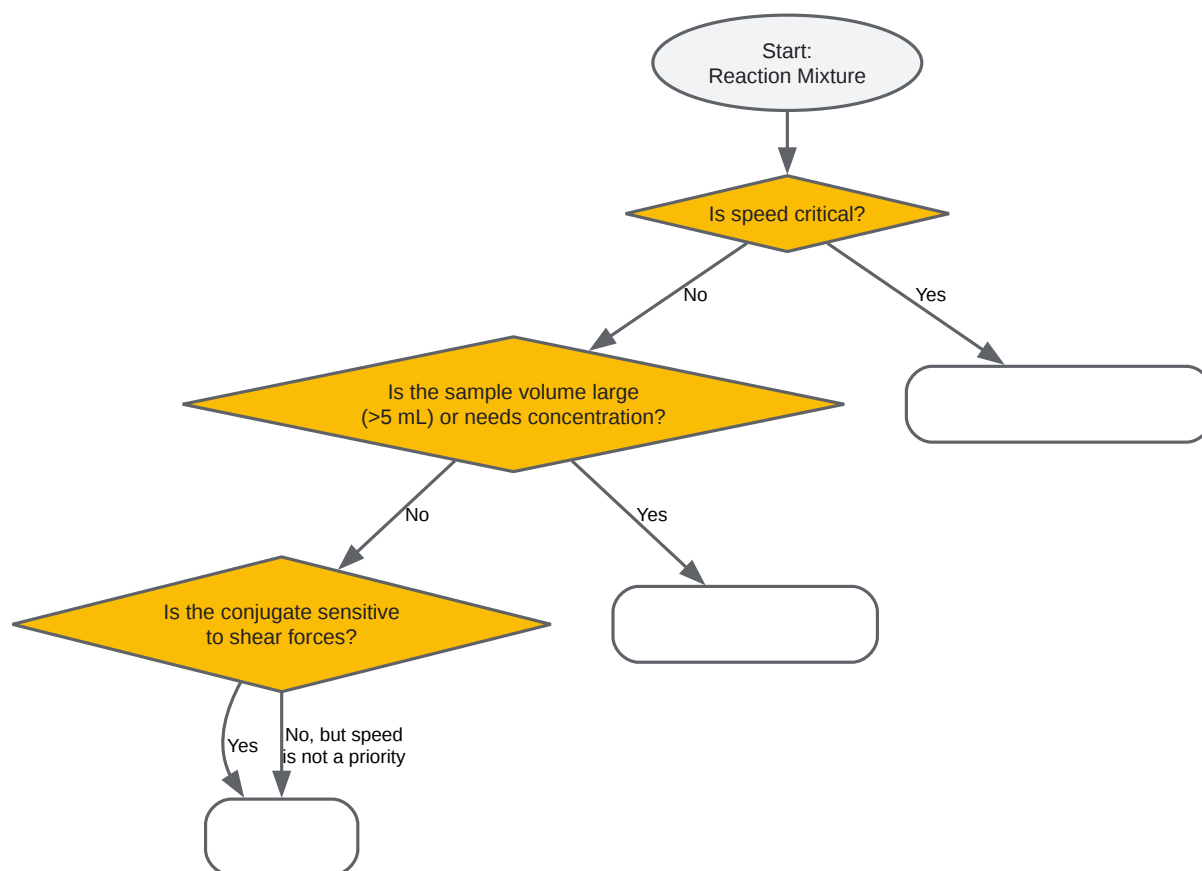 Start:
Reaction Mixture
Is speed critical?
No
Yes
Is the sample volume large
(>5 mL) or needs concentration?
No
Yes
Is the conjugate sensitive
to shear forces?
Yes
No, but speed
is not a priority